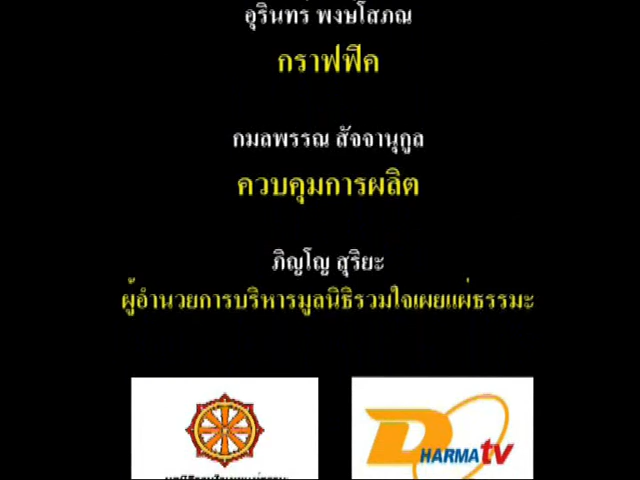 อุรินทร์ พงษ์โสภณ
กราฟฟิค
กมลพรรณ สัจจานุกูล
ควบคุมการผลิต
ภิญโญ สุริยะ
ผู้อำนวยการบริหารมูลนิธิรวมใจเผยแผ่ธรรมะ
DHARMAtv